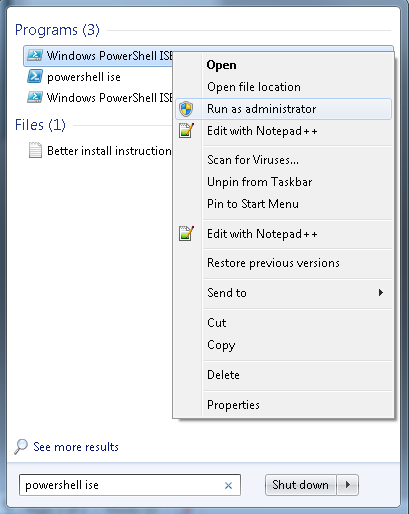 Programs (3)
Windows PowerShell ISE
powershell ise
Windows PowerShell ISE
Files (1)
Better install instruction
Open
Open file location
Run as administrator
Edit with Notepad++
Scan for Viruses...
Unpin from Taskbar
Pin to Start Menu
Edit with Notepad++
Restore previous versions
Send to
Cut
Copy
Delete
Properties
See more results
powershell ise
Shut down